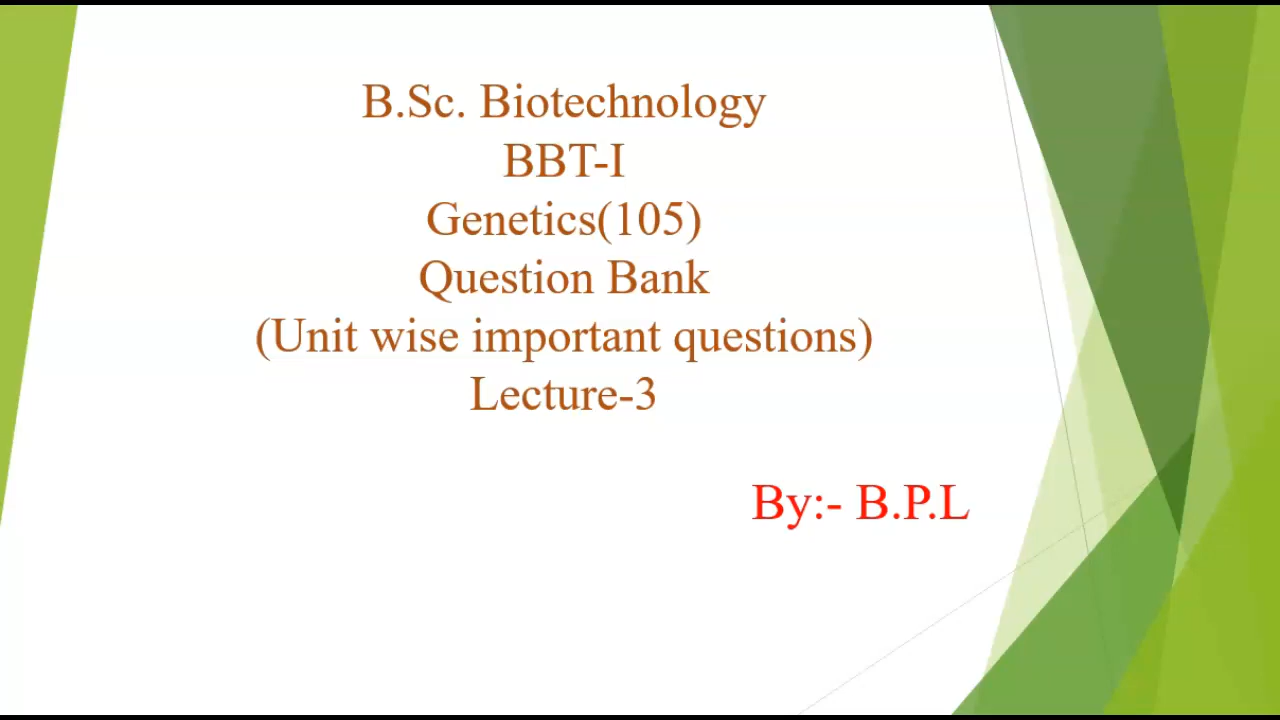 B.Sc. Biotechnology
BBT-I
Genetics(105)
Question Bank
(Unit wise important questions)
Lecture-3
By:- B.P.L